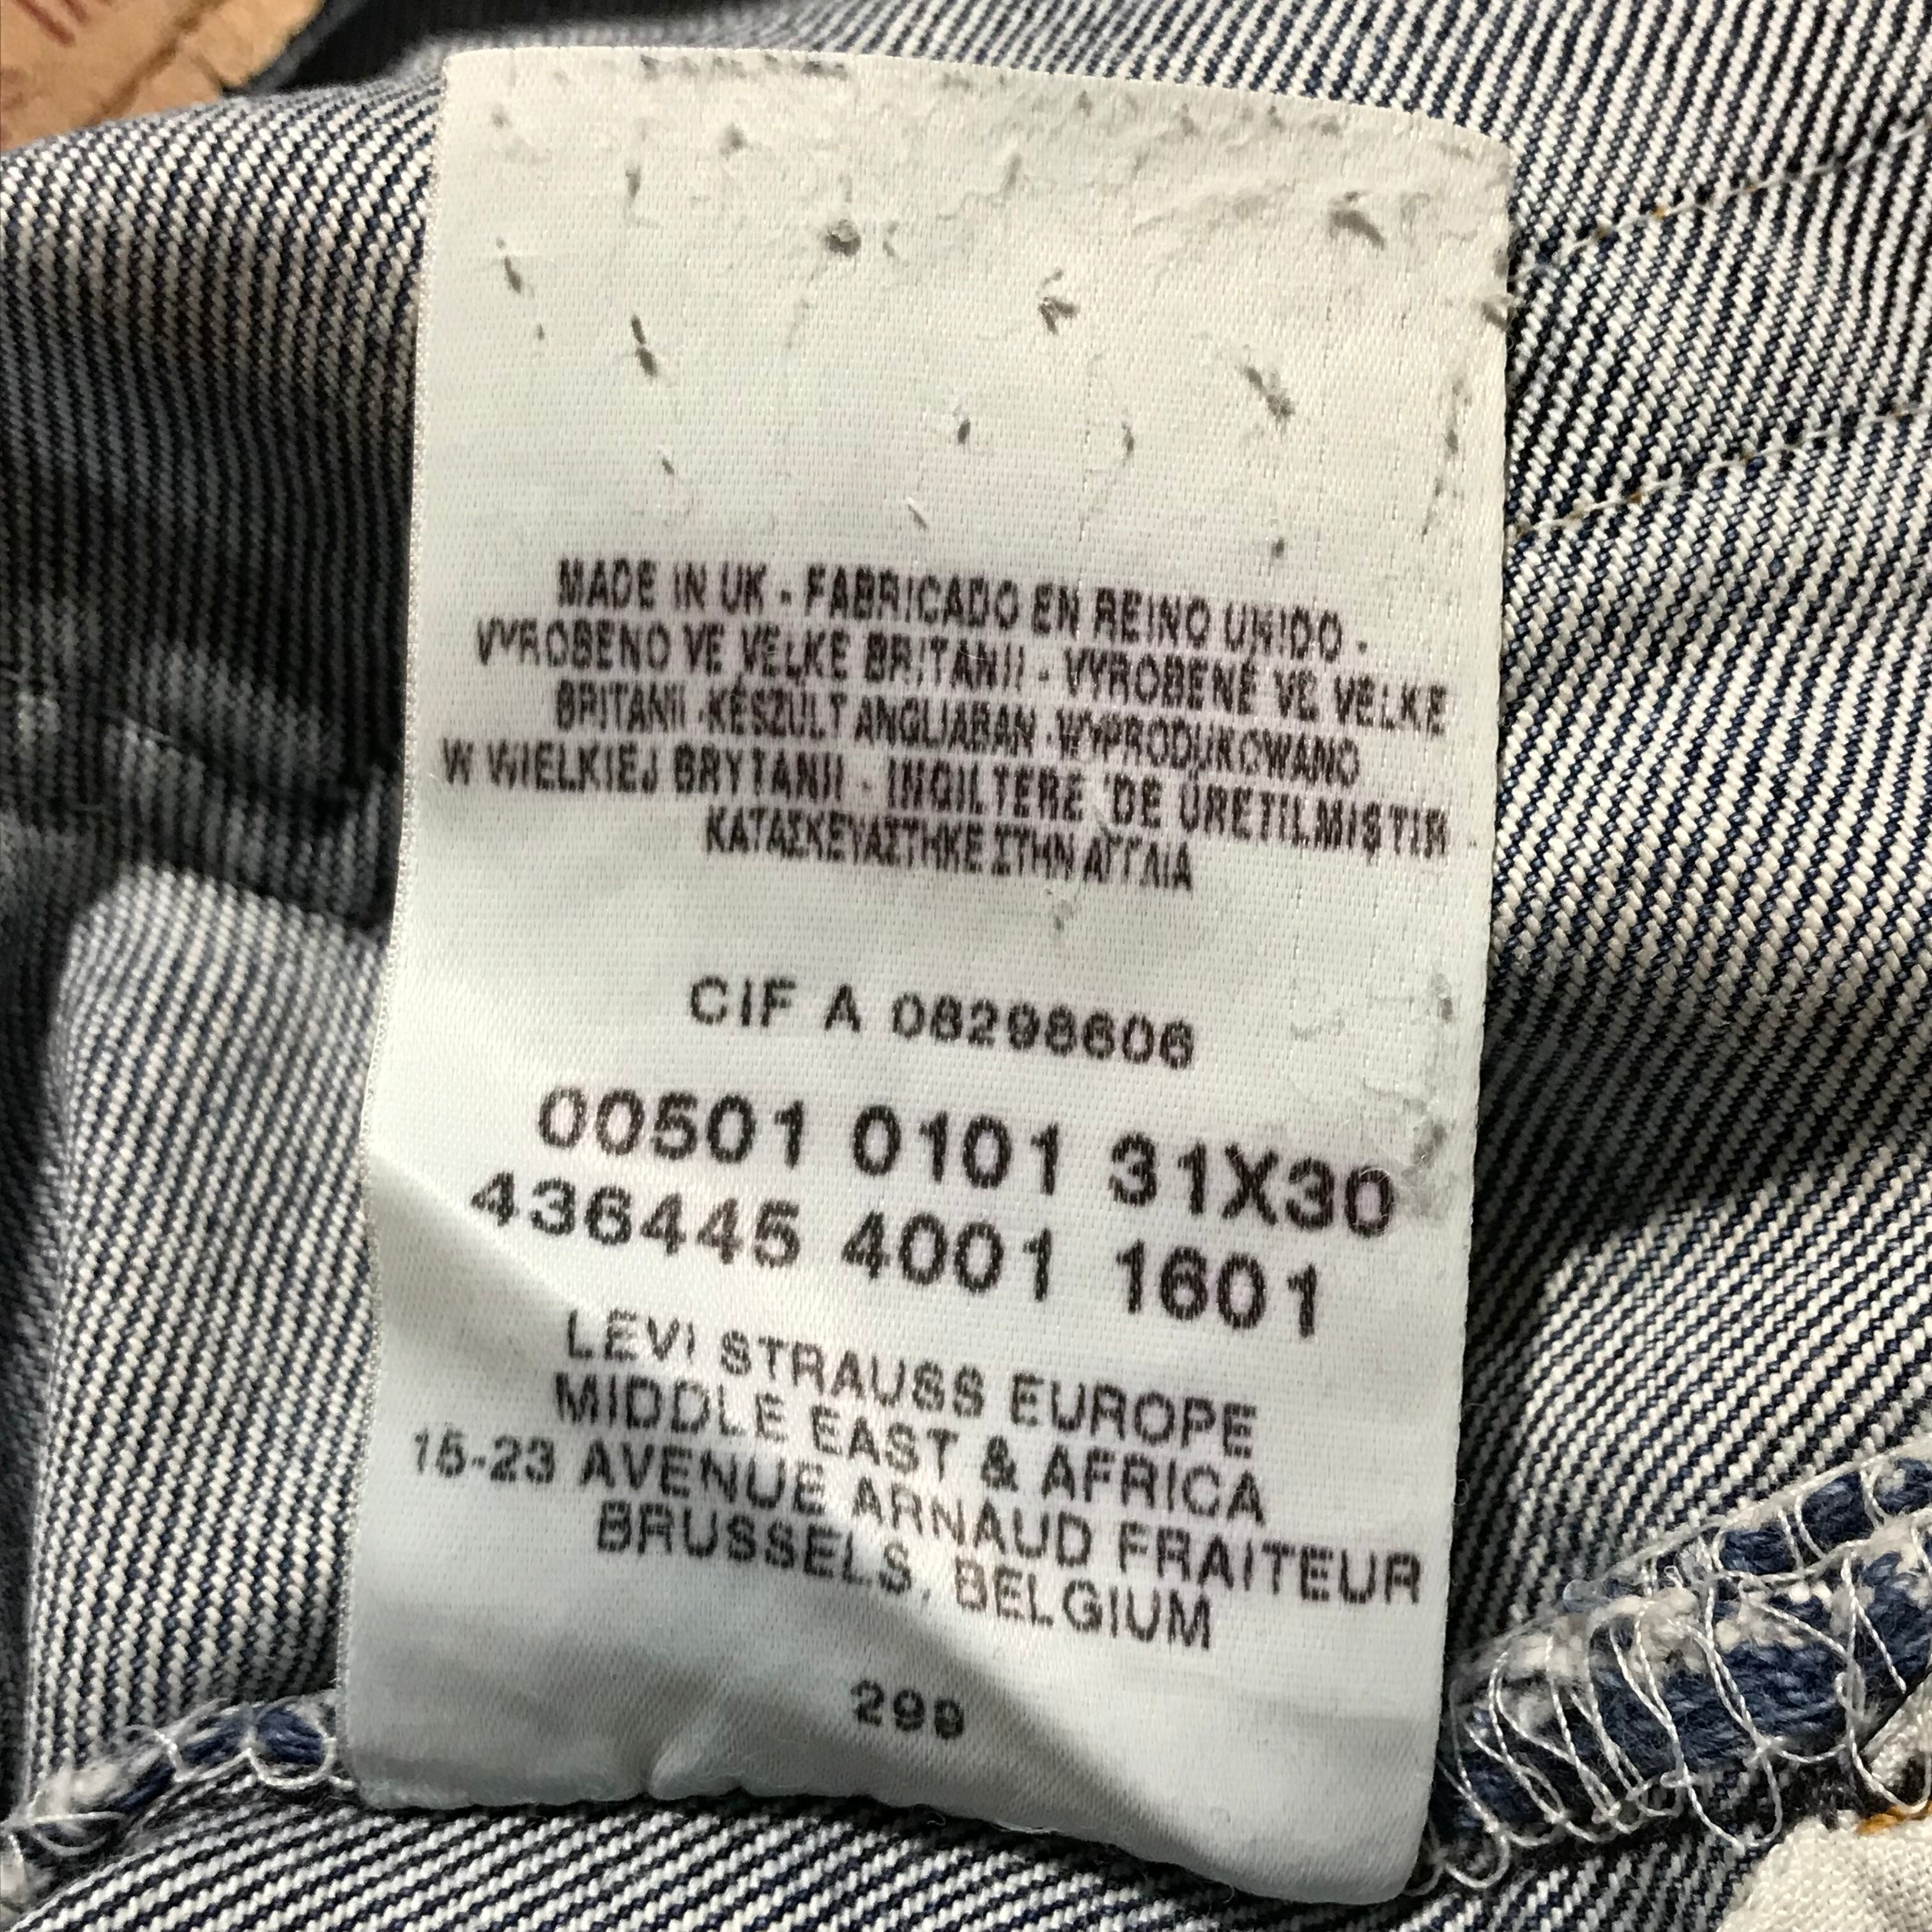 MADE IN UK - FABRICADO EN REINO UNIDO -
VYROBENO VE VELKE BRITANII - VYROBENÉ VE VELKE
BRITANII -KÉSZÜLT ANGLIABAN -WYPRODUKOWANO
W WIELKIEJ BRYTANII - INGILTERE 'DE ÜRETILMIŞTIR -
ΚΑΤΑΣΚΕΥΑΣΤΗΚΕ ΣΤΗΝ ΑΓΓΛΙΑ
CIF A 08298606
00501 0101 31X30
436445 4001 1601
LEVI STRAUSS EUROPE
MIDDLE EAST & AFRICA
15-23 AVENUE ARNAUD FRAITEUR
BRUSSELS, BELGIUM
299